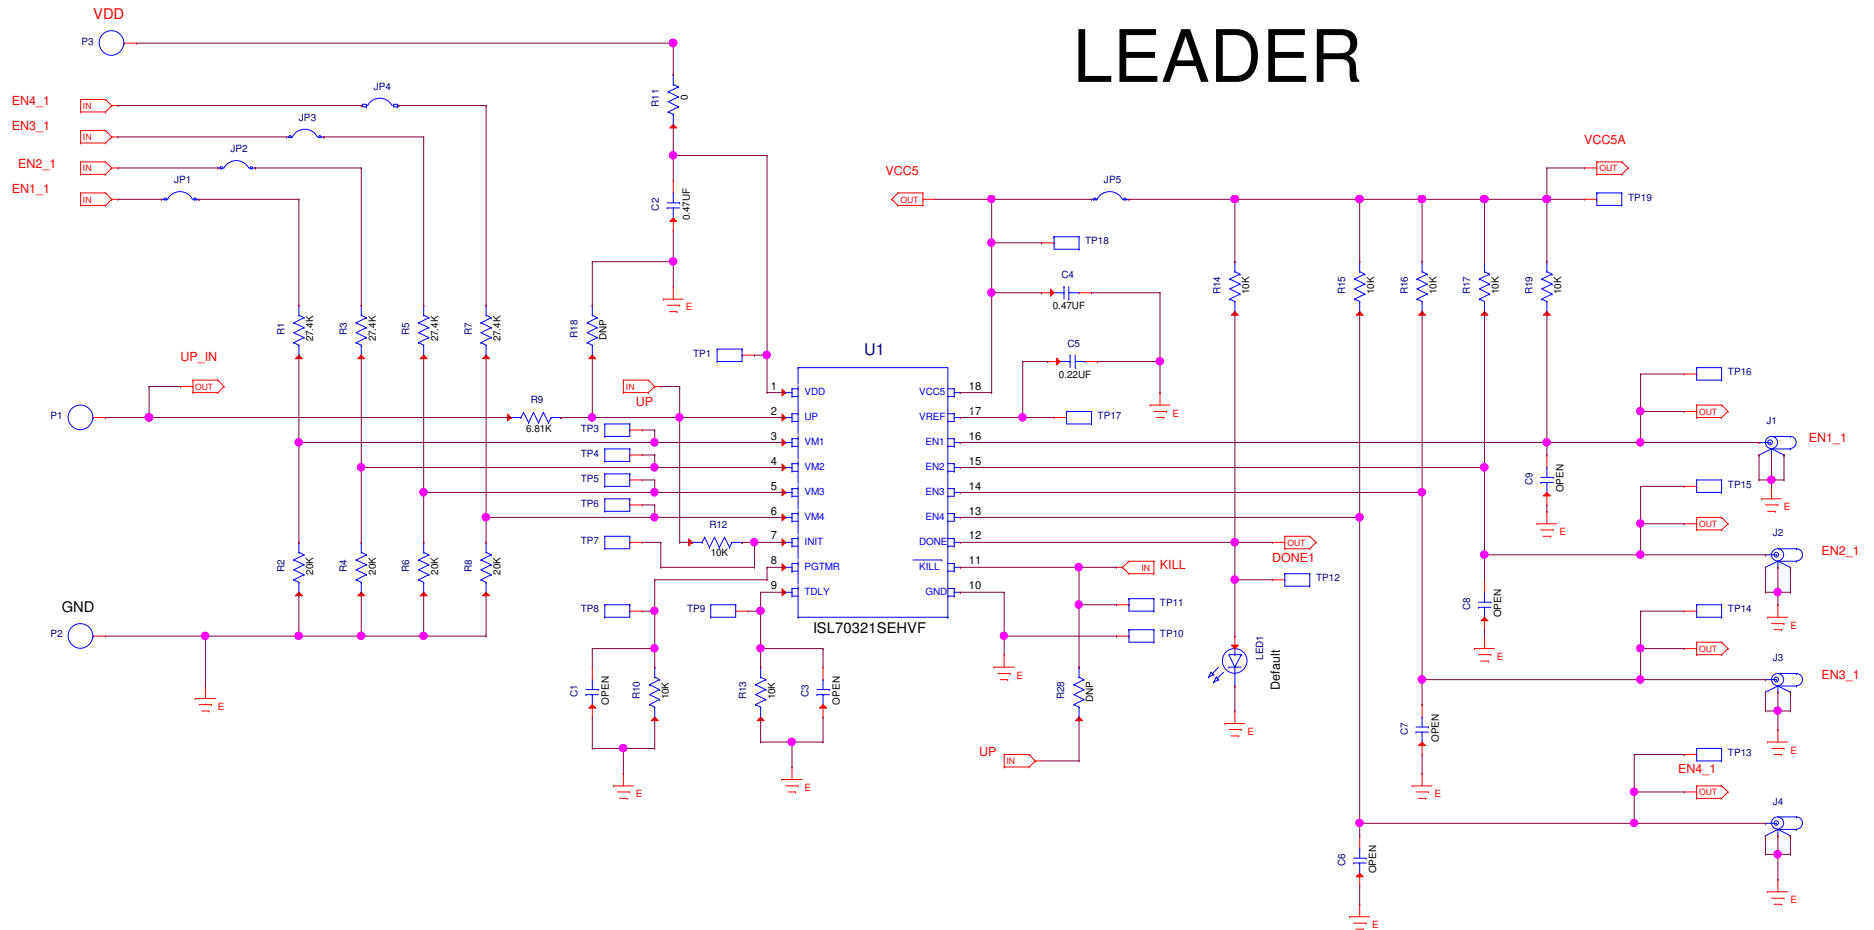 LEADER
VDD
P3
EN4_1
IN
JP4
EN3_1
IN
JP3
EN2_1
IN
JP2
EN1_1
IN
JP1
R11
0
C2
0.47UF
E
VCC5
OUT
JP5
VCC5A
OUT
TP19
TP18
C4
0.47UF
C5
0.22UF
E
R14
10K
R15
10K
R16
10K
R17
10K
R19
10K
R1
27.4K
R3
27.4K
R5
27.4K
R7
27.4K
R18
DNP
TP1
U1
UP_IN
OUT
P1
R9
6.81K
IN
UP
TP3
TP4
TP5
TP6
TP7
R12
10K
1
VDD
2
UP
3
VM1
4
VM2
5
VM3
6
VM4
7
INIT
8
PGTMR
9
TDLY
VCC5
18
VREF
17
TP17
EN1
16
EN2
15
EN3
14
EN4
13
DONE
12
KILL
11
GND
10
ISL70321SEHVF
R2
20K
R4
20K
R6
20K
R8
20K
GND
P2
E
TP8
TP9
C1
OPEN
R10
10K
R13
10K
C3
OPEN
E
E
OUT
DONE1
IN
KILL
TP12
TP11
TP10
E
R28
DNP
UP
IN
LED1
Default
E
TP16
OUT
J1
EN1_1
E
C9
OPEN
E
TP15
OUT
J2
EN2_1
E
C8
OPEN
E
TP14
OUT
J3
EN3_1
E
C7
OPEN
E
TP13
EN4_1
OUT
J4
E
C6
OPEN
E